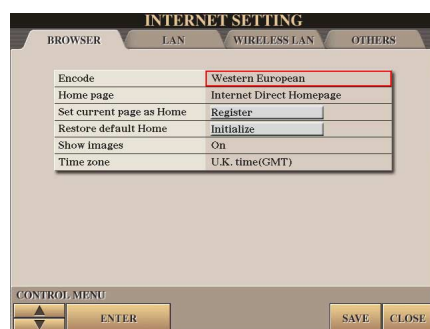 INTERNET SETTING
BROWSER LAN WIRELESS LAN OTHERS
Encode Western European
Home page Internet Direct Homepage
Set current page as Home Register
Restore default Home Initialize
Show images On
Time zone U.K. time(GMT)
CONTROL MENU
ENTER SAVE CLOSE